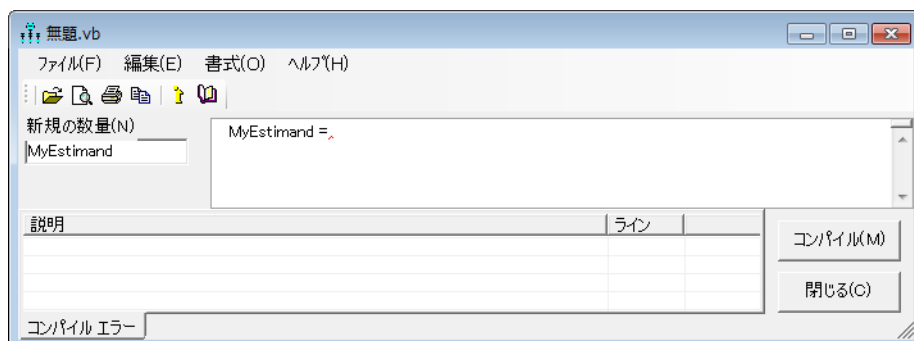 無題.vb
ファイル(F) 編集(E) 書式(O) ヘルプ(H)
新規の数量(N)
MyEstimand
MyEstimand =
説明 ライン
コンパイル(M)
閉じる(C)
コンパイル エラー